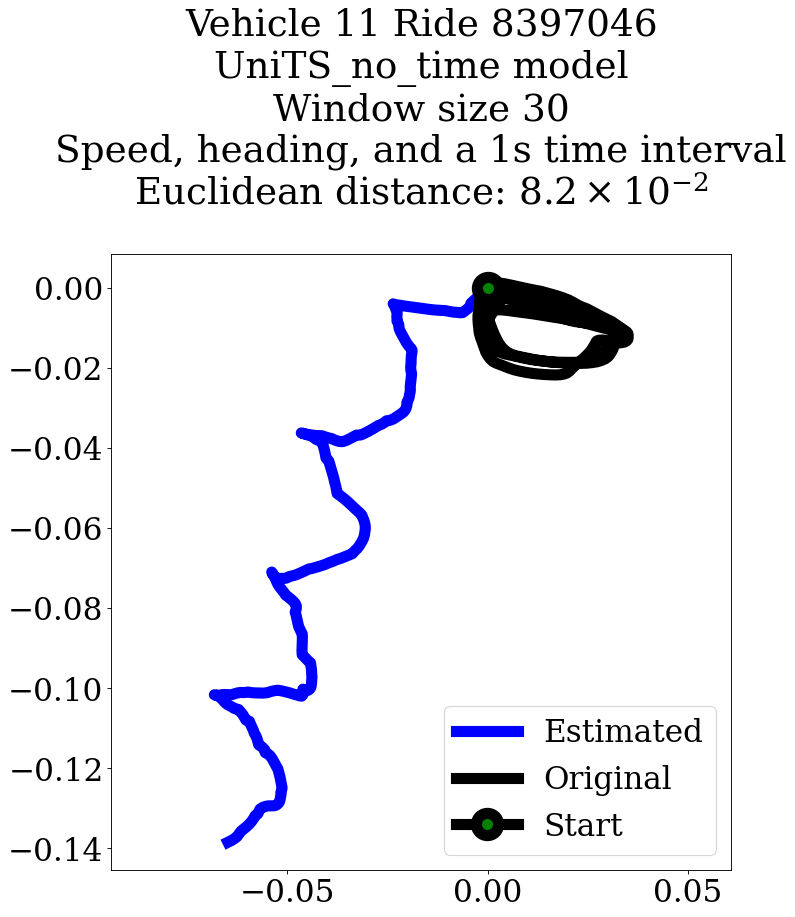 Vehicle 11 Ride 8397046
UniTS_no_time model
Window size 30
Speed, heading, and a 1s time interval
Euclidean distance: 8.2 × 10⁻²
0.00
−0.02
−0.04
−0.06
−0.08
−0.10
−0.12
−0.14
Estimated
Original
Start
−0.05
0.00
0.05